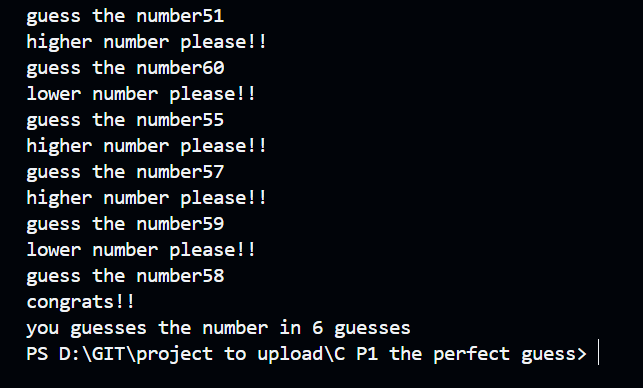 guess the number51
higher number please!!
guess the number60
lower number please!!
guess the number55
higher number please!!
guess the number57
higher number please!!
guess the number59
lower number please!!
guess the number58
congrats!!
you guesses the number in 6 guesses
PS D:\GIT\project to upload\C P1 the perfect guess>